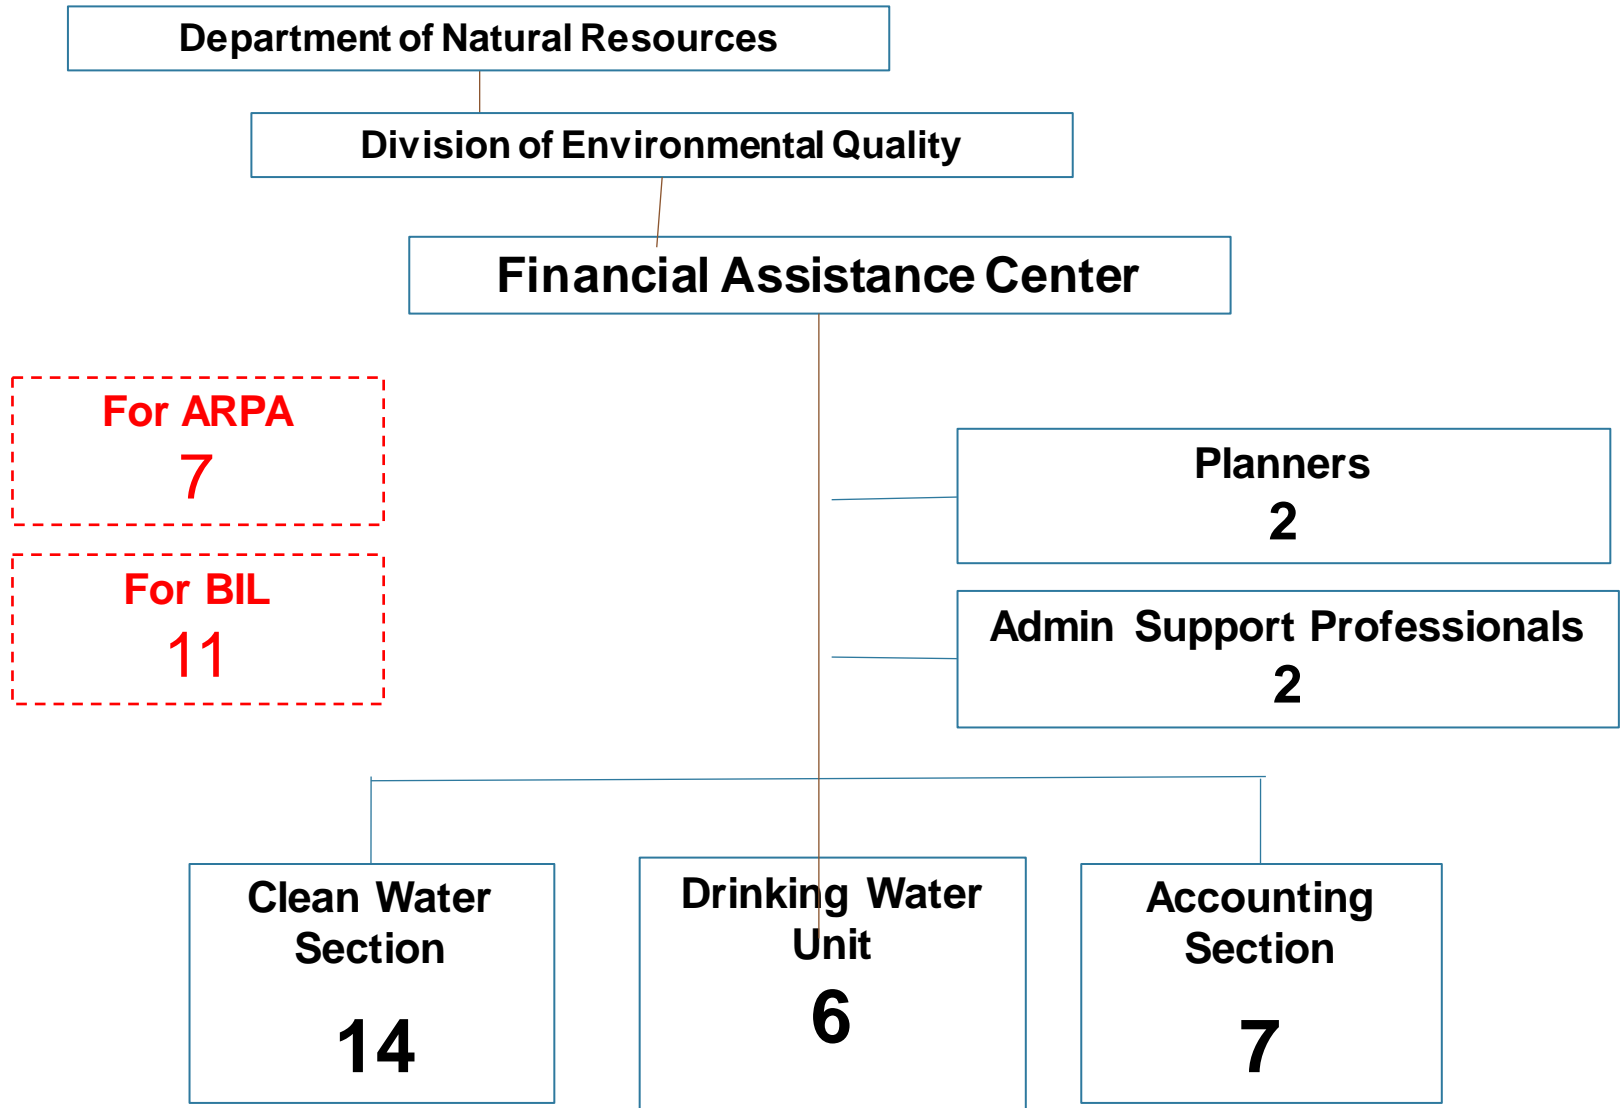 Department of Natural Resources
Division of Environmental Quality
Financial Assistance Center
For ARPA
7
For BIL
11
Planners
2
Admin Support Professionals
2
Clean Water
Section
14
Drinking Water
Unit
6
Accounting
Section
7